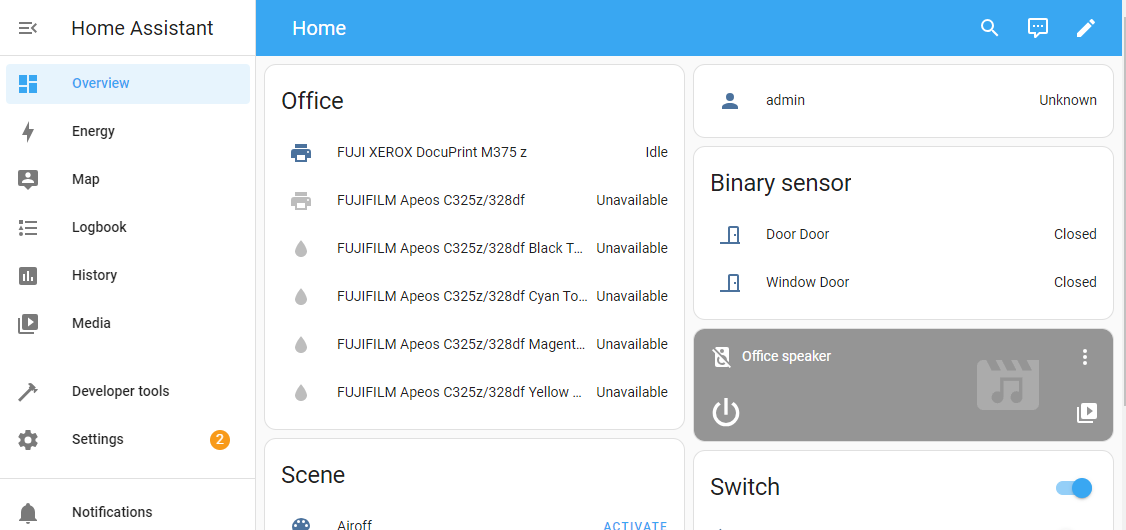 Home Assistant
Overview
Energy
Map
Logbook
History
Media
Developer tools
Settings 2
Notifications
Home
Office
FUJI XEROX DocuPrint M375 z Idle
FUJIFILM Apeos C325z/328df Unavailable
FUJIFILM Apeos C325z/328df Black T... Unavailable
FUJIFILM Apeos C325z/328df Cyan To... Unavailable
FUJIFILM Apeos C325z/328df Magent... Unavailable
FUJIFILM Apeos C325z/328df Yellow ... Unavailable
Scene
Airoff ACTIVATE
admin Unknown
Binary sensor
Door Door Closed
Window Door Closed
Office speaker
Switch